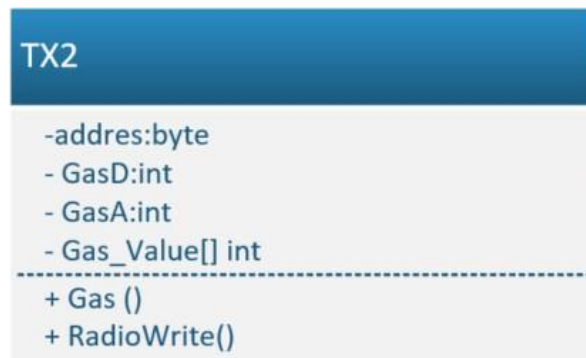 TX2
-addres:byte
- GasD:int
- GasA:int
- Gas_Value[] int
+ Gas ()
+ RadioWrite()